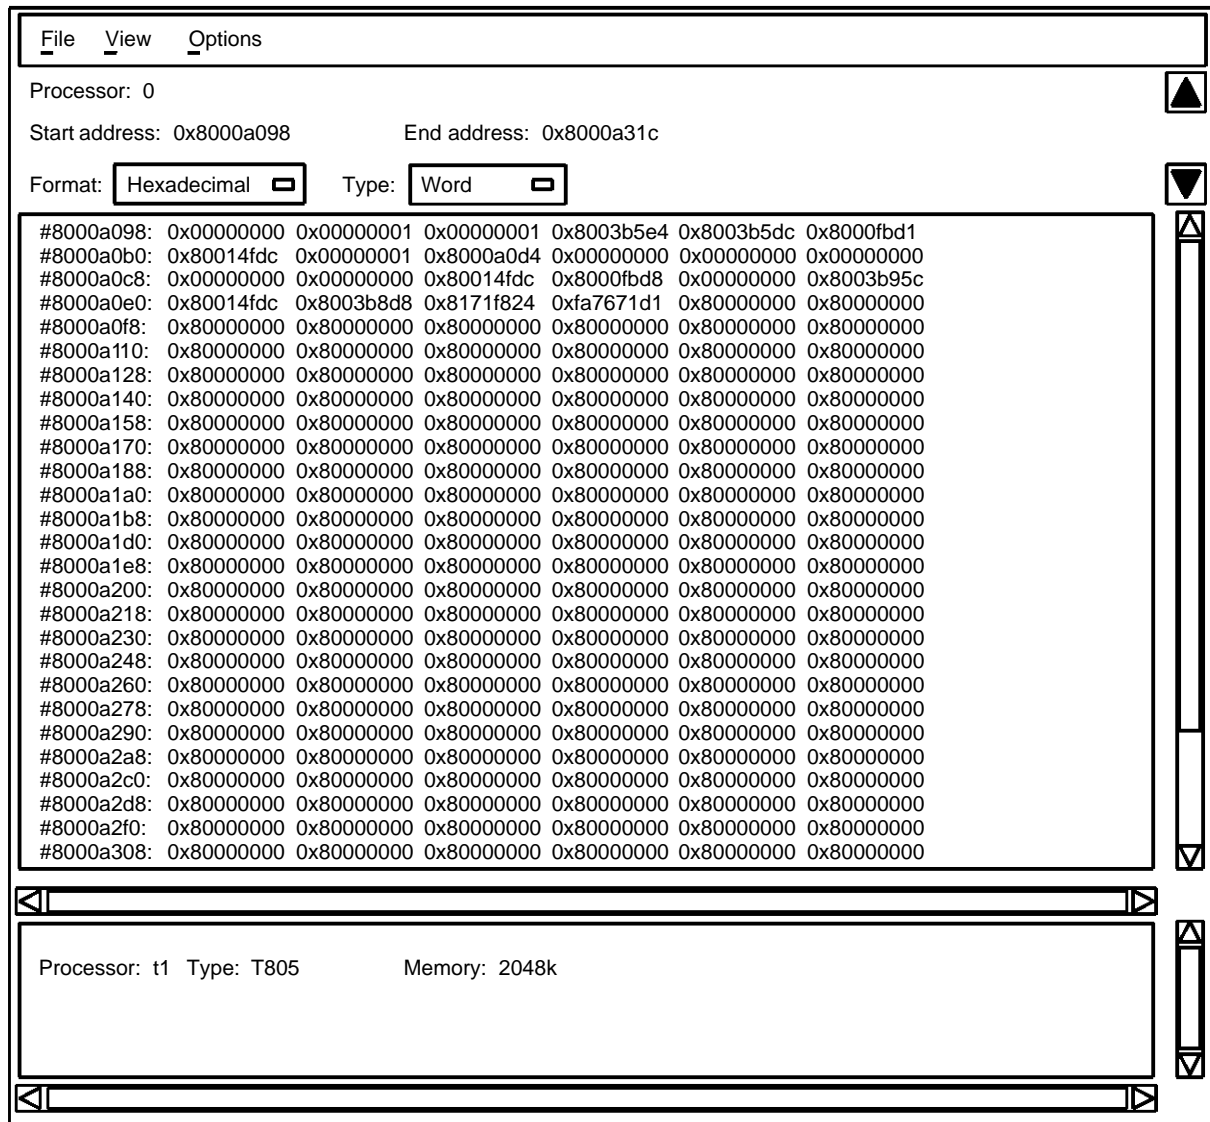 File View Options
Processor: 0
Start address: 0x8000a098 End address: 0x8000a31c
Format: Hexadecimal Type: Word
#8000a098: 0x00000000 0x00000001 0x00000001 0x8003b5e4 0x8003b5dc 0x8000fbd1
#8000a0b0: 0x80014fdc 0x00000001 0x8000a0d4 0x00000000 0x00000000 0x00000000
#8000a0c8: 0x00000000 0x00000000 0x80014fdc 0x8000fbd8 0x00000000 0x8003b95c
#8000a0e0: 0x80014fdc 0x8003b8d8 0x8171f824 0xfa7671d1 0x80000000 0x80000000
#8000a0f8: 0x80000000 0x80000000 0x80000000 0x80000000 0x80000000 0x80000000
#8000a110: 0x80000000 0x80000000 0x80000000 0x80000000 0x80000000 0x80000000
#8000a128: 0x80000000 0x80000000 0x80000000 0x80000000 0x80000000 0x80000000
#8000a140: 0x80000000 0x80000000 0x80000000 0x80000000 0x80000000 0x80000000
#8000a158: 0x80000000 0x80000000 0x80000000 0x80000000 0x80000000 0x80000000
#8000a170: 0x80000000 0x80000000 0x80000000 0x80000000 0x80000000 0x80000000
#8000a188: 0x80000000 0x80000000 0x80000000 0x80000000 0x80000000 0x80000000
#8000a1a0: 0x80000000 0x80000000 0x80000000 0x80000000 0x80000000 0x80000000
#8000a1b8: 0x80000000 0x80000000 0x80000000 0x80000000 0x80000000 0x80000000
#8000a1d0: 0x80000000 0x80000000 0x80000000 0x80000000 0x80000000 0x80000000
#8000a1e8: 0x80000000 0x80000000 0x80000000 0x80000000 0x80000000 0x80000000
#8000a200: 0x80000000 0x80000000 0x80000000 0x80000000 0x80000000 0x80000000
#8000a218: 0x80000000 0x80000000 0x80000000 0x80000000 0x80000000 0x80000000
#8000a230: 0x80000000 0x80000000 0x80000000 0x80000000 0x80000000 0x80000000
#8000a248: 0x80000000 0x80000000 0x80000000 0x80000000 0x80000000 0x80000000
#8000a260: 0x80000000 0x80000000 0x80000000 0x80000000 0x80000000 0x80000000
#8000a278: 0x80000000 0x80000000 0x80000000 0x80000000 0x80000000 0x80000000
#8000a290: 0x80000000 0x80000000 0x80000000 0x80000000 0x80000000 0x80000000
#8000a2a8: 0x80000000 0x80000000 0x80000000 0x80000000 0x80000000 0x80000000
#8000a2c0: 0x80000000 0x80000000 0x80000000 0x80000000 0x80000000 0x80000000
#8000a2d8: 0x80000000 0x80000000 0x80000000 0x80000000 0x80000000 0x80000000
#8000a2f0: 0x80000000 0x80000000 0x80000000 0x80000000 0x80000000 0x80000000
#8000a308: 0x80000000 0x80000000 0x80000000 0x80000000 0x80000000 0x80000000
Processor: t1 Type: T805 Memory: 2048k